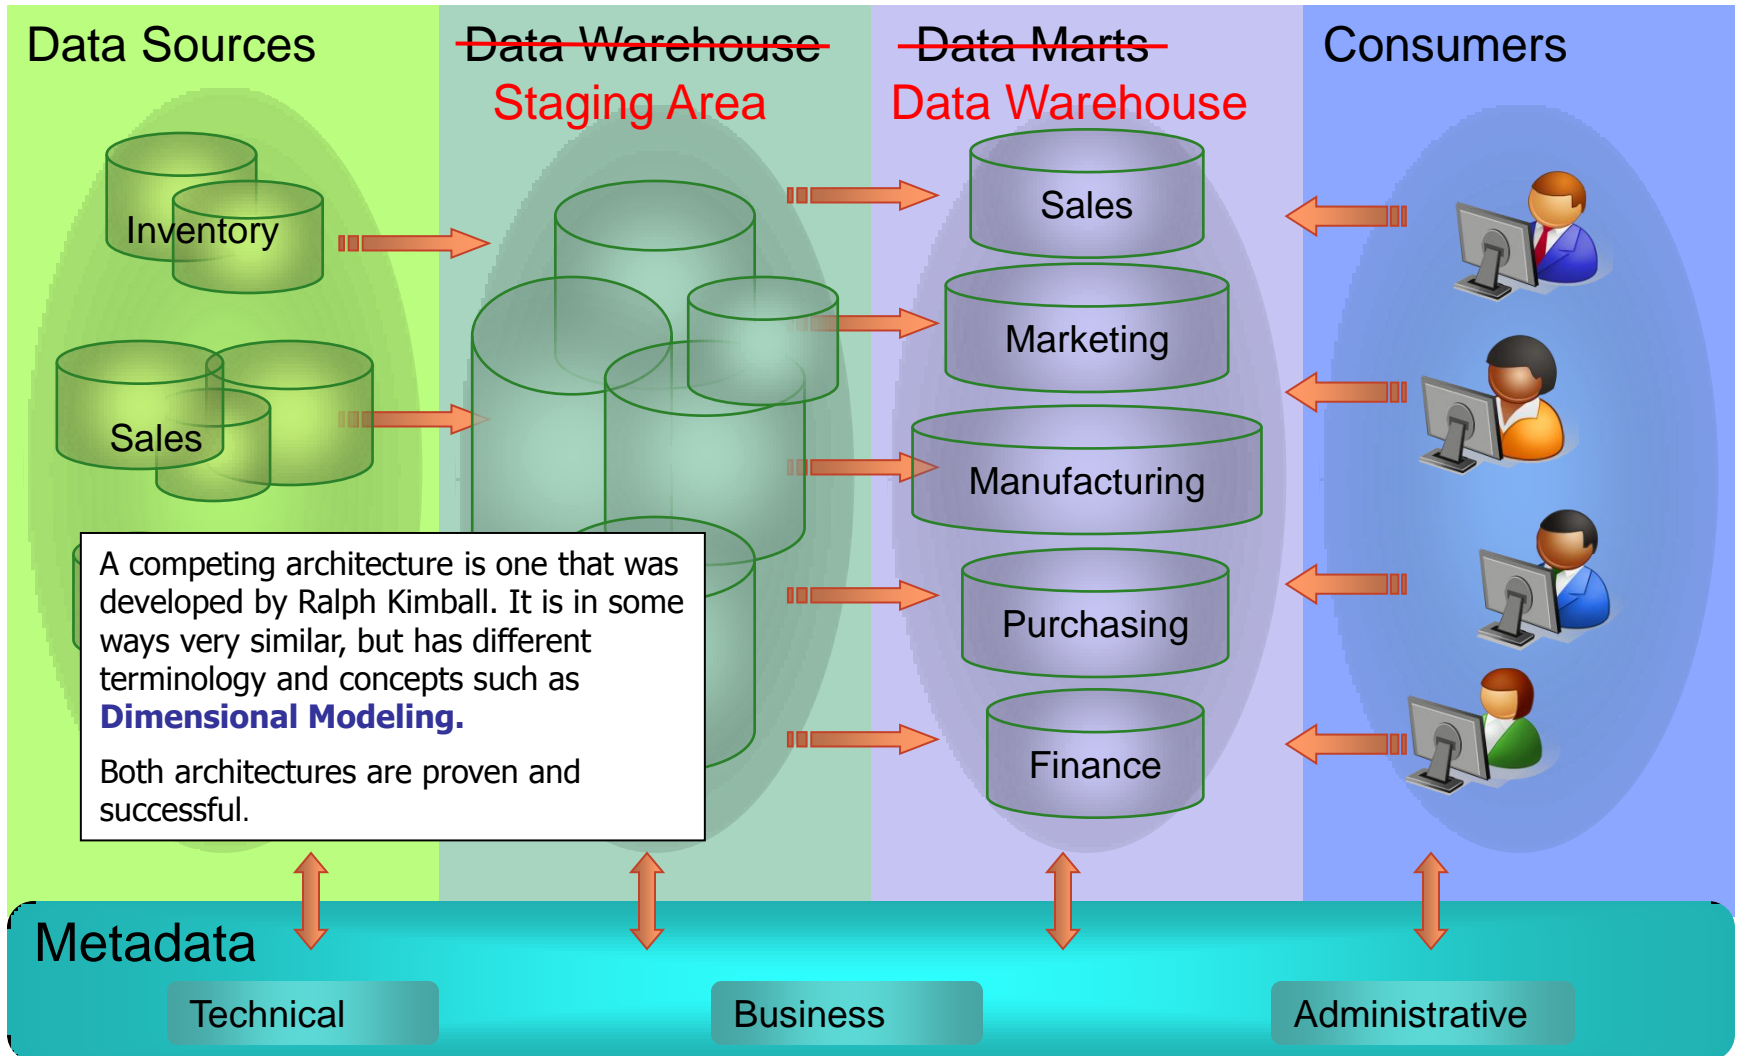 Data Sources
Data Warehouse
Staging Area
Data Marts
Data Warehouse
Consumers
Inventory
Sales
Sales
Marketing
Manufacturing
Purchasing
Finance
A competing architecture is one that was
developed by Ralph Kimball. It is in some
ways very similar, but has different
terminology and concepts such as
Dimensional Modeling.
Both architectures are proven and
successful.
Metadata
Technical
Business
Administrative